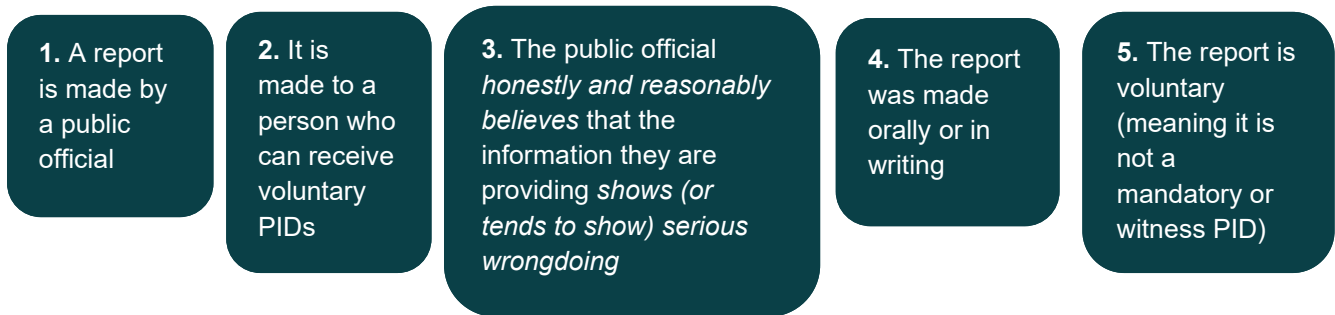 1. A report
is made by
a public
official
2. It is
made to a
person who
can receive
voluntary
PIDs
3. The public official
honestly and reasonably
believes that the
information they are
providing shows (or
tends to show) serious
wrongdoing
4. The report
was made
orally or in
writing
5. The report is
voluntary
(meaning it is
not a
mandatory or
witness PID)